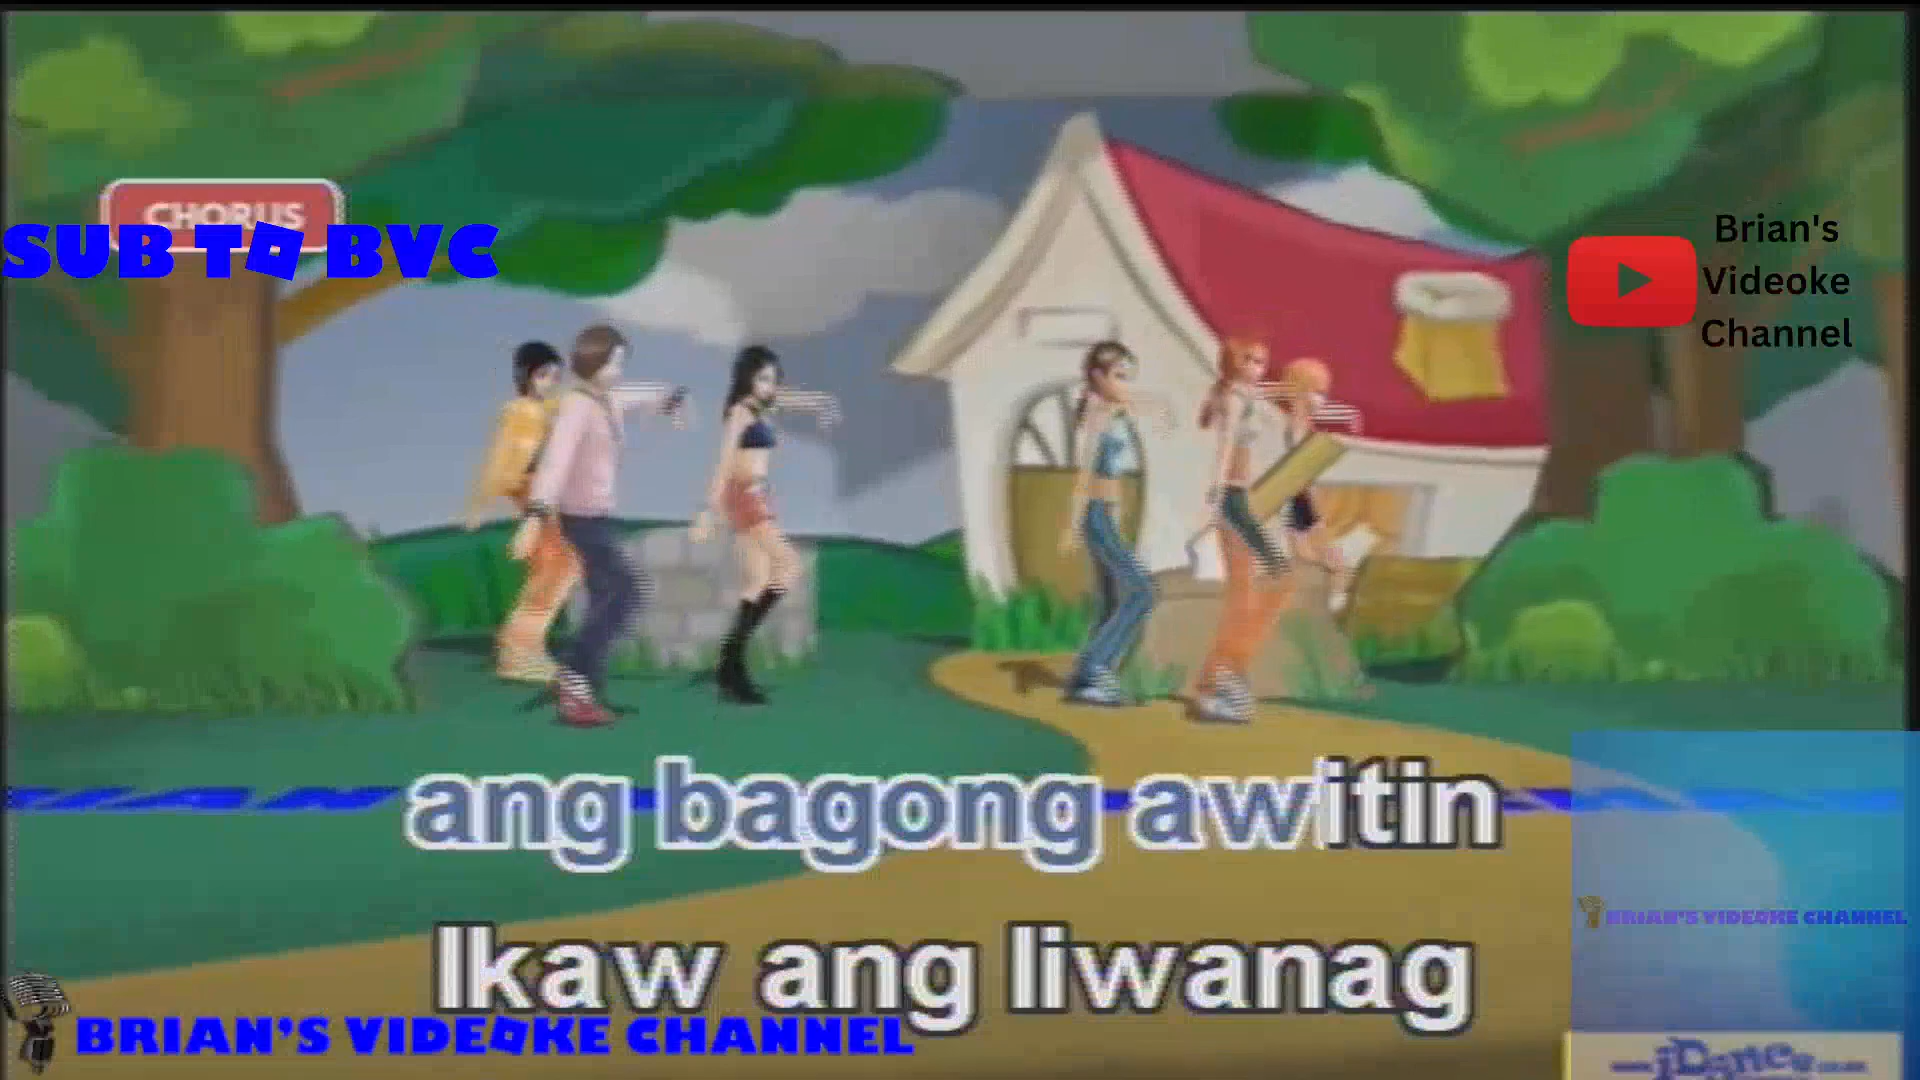 CHORUS
SUB TO BVC
Brian's
Videoke
Channel
ang bagong awitin
Ikaw ang liwanag
BRIAN'S VIDEOKE CHANNEL
BRIAN'S VIDEOKE CHANNEL